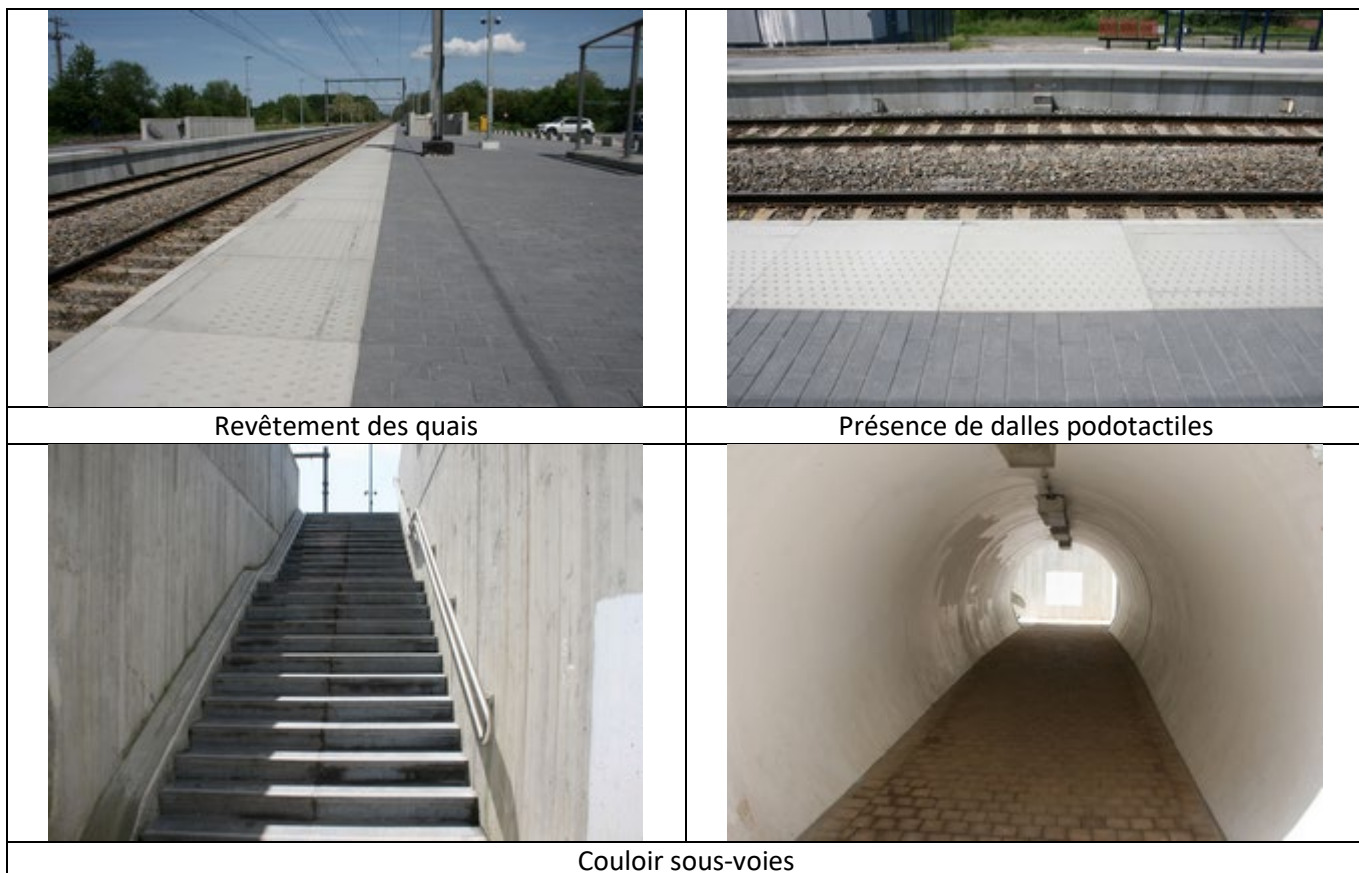 Revêtement des quais
Présence de dalles podotactiles
Couloir sous-voies